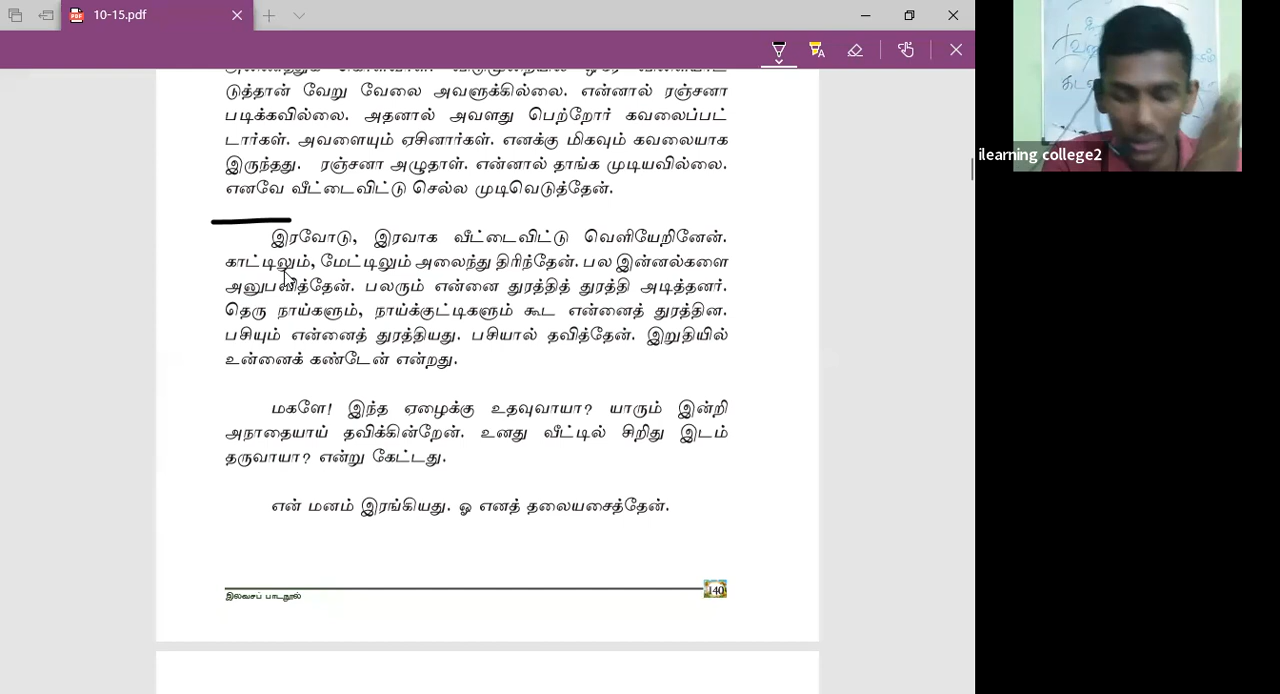 10-15.pdf
டுத்தான் வேறு வேலை அவளுக்கில்லை. என்னால் ரஞ்சனா
படிக்கவில்லை. அதனால் அவளது பெற்றோர் கவலைப்பட்
டார்கள். அவளையும் ஏசினார்கள். எனக்கு மிகவும் கவலையாக
இருந்தது. ரஞ்சனா அழுதாள். என்னால் தாங்க முடியவில்லை.
எனவே வீட்டைவிட்டு செல்ல முடிவெடுத்தேன்.
இரவோடு, இரவாக வீட்டைவிட்டு வெளியேறினேன்.
காட்டிலும், மேட்டிலும் அலைந்து திரிந்தேன். பல இன்னல்களை
அனுபவித்தேன். பலரும் என்னை துரத்தித் துரத்தி அடித்தனர்.
தெரு நாய்களும், நாய்க்குட்டிகளும் கூட என்னைத் துரத்தின.
பசியும் என்னைத் துரத்தியது. பசியால் தவித்தேன். இறுதியில்
உன்னைக் கண்டேன் என்றது.
மகளே! இந்த ஏழைக்கு உதவுவாயா? யாரும் இன்றி
அநாதையாய் தவிக்கின்றேன். உனது வீட்டில் சிறிது இடம்
தருவாயா? என்று கேட்டது.
என் மனம் இரங்கியது. ஓ எனத் தலையசைத்தேன்.
இலவசப் பாடநூல்
140
ilearning college2